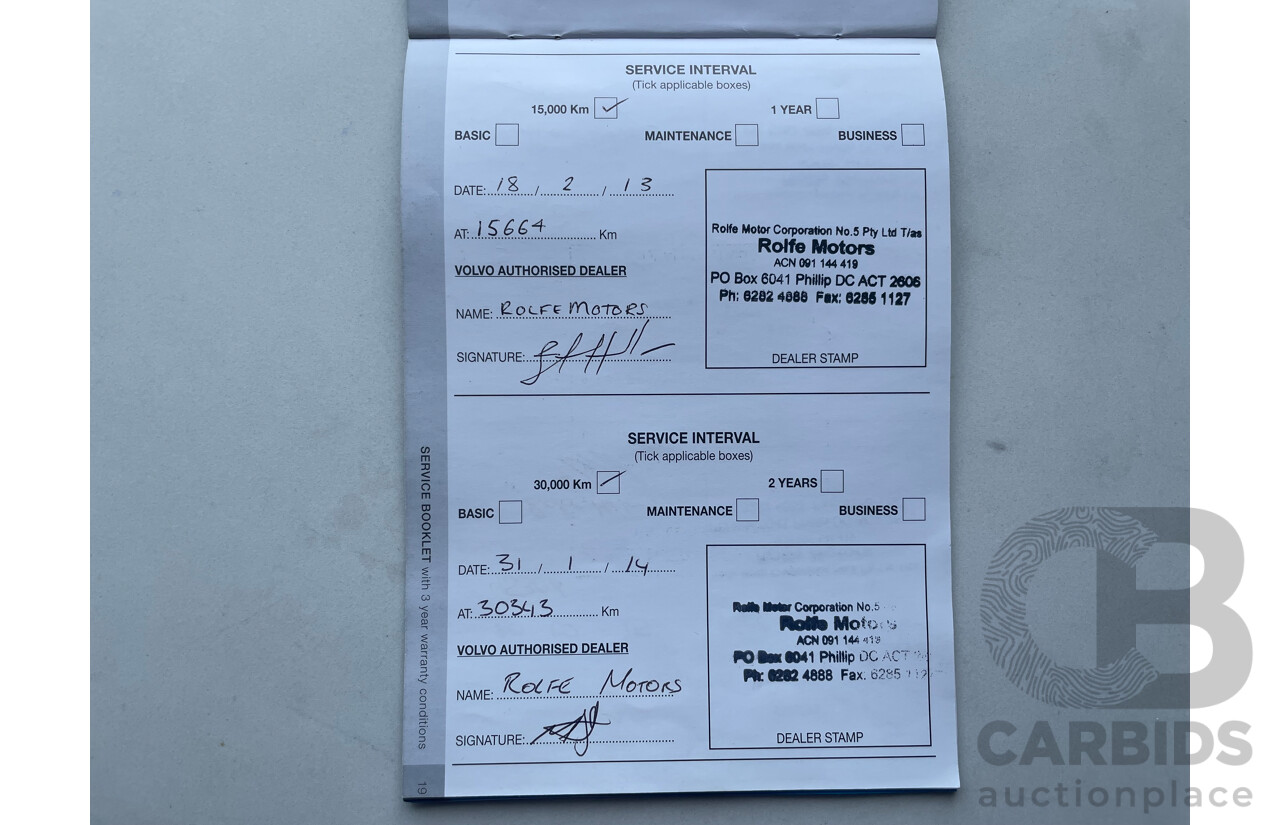 SERVICE INTERVAL
(Tick applicable boxes)
15,000 Km 1 YEAR
BASIC MAINTENANCE BUSINESS
DATE: 18 / 2 / 13
AT: 15664 Km
VOLVO AUTHORISED DEALER
NAME: ROLFE MOTORS
SIGNATURE:
Rolfe Motor Corporation No.5 Pty Ltd T/as
Rolfe Motors
ACN 091 144 419
PO Box 6041 Phillip DC ACT 2606
Ph: 6282 4888 Fax: 6285 1127
DEALER STAMP
SERVICE INTERVAL
(Tick applicable boxes)
30,000 Km 2 YEARS
BASIC MAINTENANCE BUSINESS
DATE: 31 / 1 / 14
AT: 30343 Km
VOLVO AUTHORISED DEALER
NAME: ROLFE MOTORS
SIGNATURE:
Rolfe Motor Corporation No.5
Rolfe Motors
ACN 091 144 419
PO Box 6041 Phillip DC ACT
Ph: 6282 4888 Fax: 6285
DEALER STAMP
SERVICE BOOKLET with 3 year warranty conditions
19
CB
CARBIDS
auctionplace